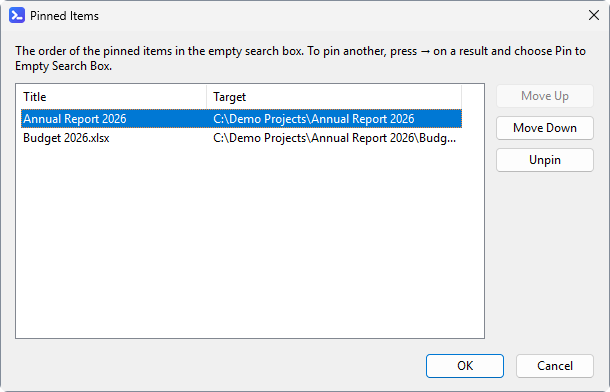 Pinned Items
The order of the pinned items in the empty search box. To pin another, press → on a result and choose Pin to
Empty Search Box.
Title Target
Annual Report 2026 C:\Demo Projects\Annual Report 2026
Budget 2026.xlsx C:\Demo Projects\Annual Report 2026\Budg...
Move Up
Move Down
Unpin
OK Cancel